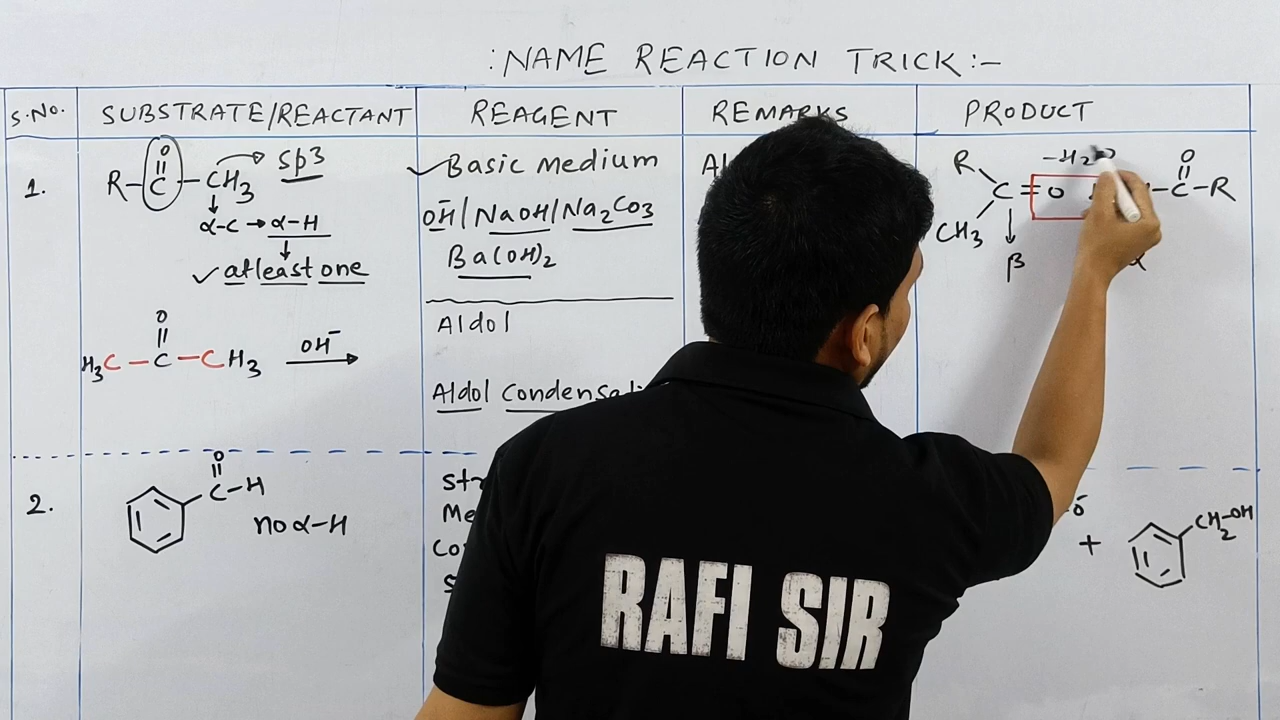 :NAME REACTION TRICK:-
S.No. SUBSTRATE/REACTANT REAGENT REMARKS PRODUCT
1.
R-C-CH3
O
sp3
α-C → α-H
✓ atleast one
O
H3C-C-CH3 OH⁻
✓ Basic medium
OH⁻/NaOH/Na2CO3
Ba(OH)2
Aldol
Aldol
R
CH3
C=O
β
-H2O
O
-C-R
α
2.
O
C-H
no α-H
+
CH2-OH
RAFI SIR